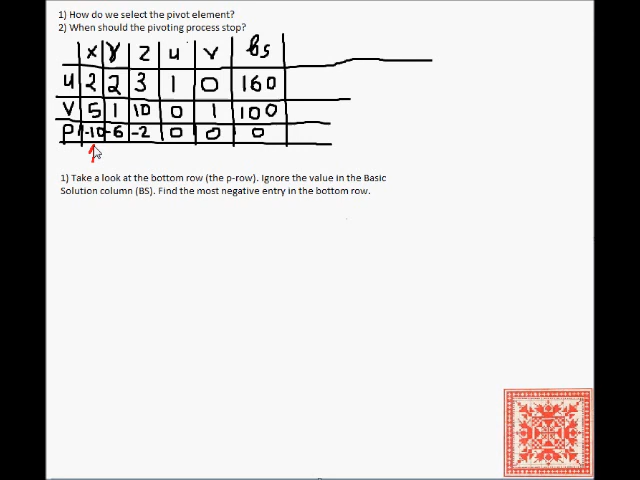 1) How do we select the pivot element?
2) When should the pivoting process stop?
x y z u v bs
u 2 2 3 1 0 160
v 5 1 10 0 1 100
P -10 -6 -2 0 0 0
1) Take a look at the bottom row (the p-row). Ignore the value in the Basic
Solution column (BS). Find the most negative entry in the bottom row.